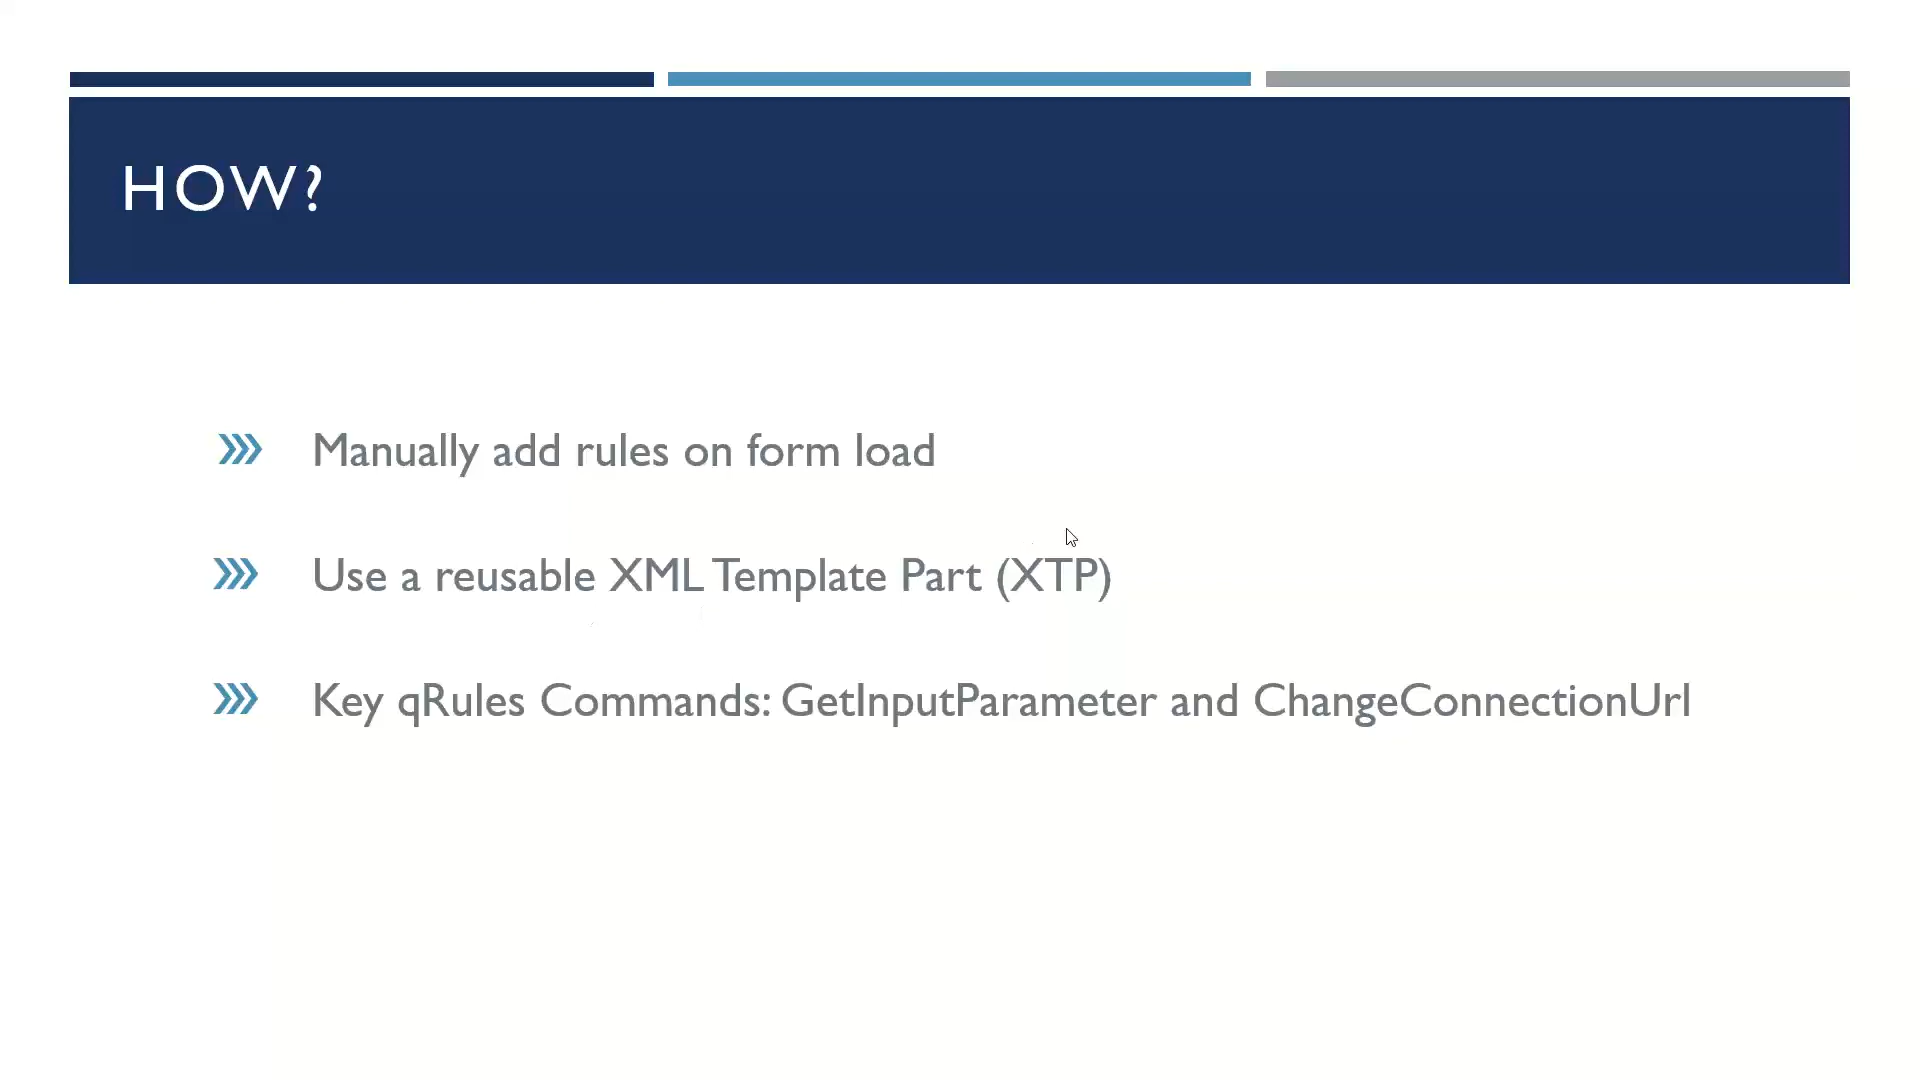 HOW?
Manually add rules on form load
Use a reusable XML Template Part (XTP)
Key qRules Commands: GetInputParameter and ChangeConnectionUrl